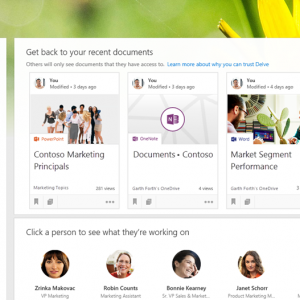 Get back to your recent documents
Others will only see documents that they have access to. Learn more about why you can trust Delve
You
Modified • 3 days ago
You
Modified • 3 days ago
You
Modified • 4 days ago
PowerPoint
OneNote
Word
Contoso Marketing
Principals
Documents • Contoso
Market Segment
Performance
Marketing Topics
261 views
Garth Forth's OneDrive
4 views
Garth Forth's OneDrive
Click a person to see what they're working on
Zrinka Makovac
VP Marketing
Robin Counts
Marketing Assistant
Bonnie Kearney
Sr. VP Sales & Market...
Janet Schorr
Product Marketing M...